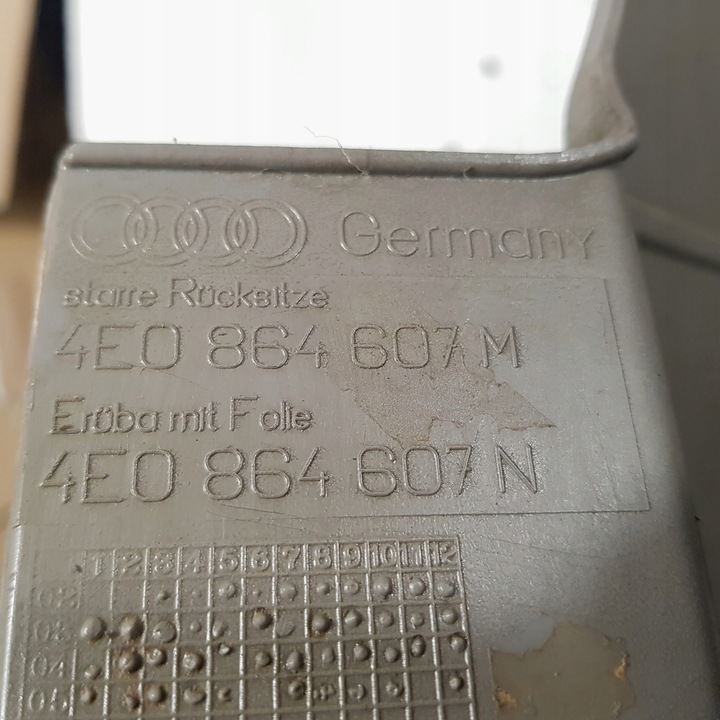 Germany
starre Rücksitze
4E0 864 607 M
Erüba mit Folie
4E0 864 607 N
1 2 3 4 5 6 7 8 9 10 11 12
02
03
04
05